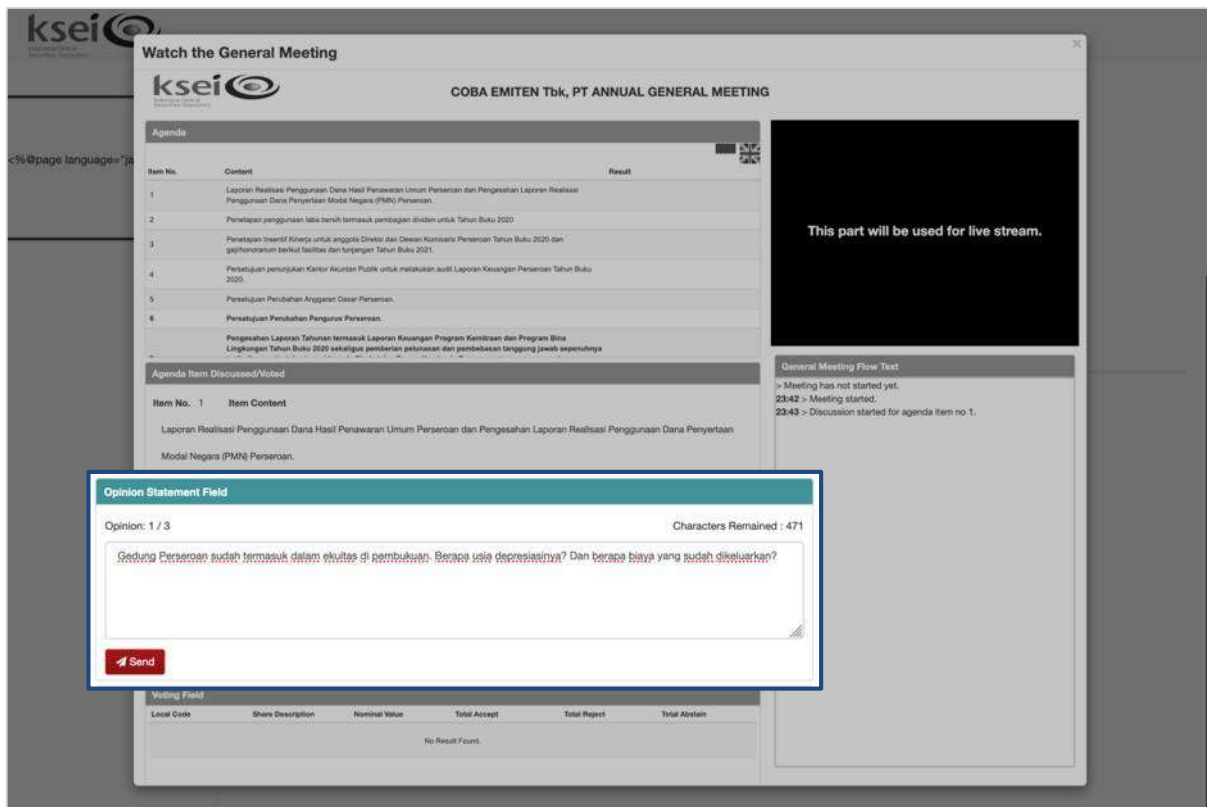 ksei
Watch the General Meeting
ksei
COBA EMITEN Tbk, PT ANNUAL GENERAL MEETING
Agenda
<%@page language="ja
Item No. Content Result
1 Laporan Realisasi Penggunaan Dana Hasil Penawaran Umum Perseroan dan Pengesahan Laporan Realisasi
Penggunaan Dana Penyertaan Modal Negara (PMN) Perseroan.
2 Penetapan penggunaan laba bersih termasuk pembagian dividen untuk Tahun Buku 2020
3 Penetapan Insentif Kinerja untuk anggota Direksi dan Dewan Komisaris Perseroan Tahun Buku 2020 dan
gaji/honorarium berikut fasilitas dan tunjangan Tahun Buku 2021.
4 Persetujuan penunjukan Kantor Akuntan Publik untuk melakukan audit Laporan Keuangan Perseroan Tahun Buku
2020.
5 Persetujuan Perubahan Anggaran Dasar Perseroan.
6 Persetujuan Perubahan Pengurus Perseroan.
Pengesahan Laporan Tahunan termasuk Laporan Keuangan Program Kemitraan dan Program Bina
Lingkungan Tahun Buku 2020 sekaligus pemberian pelunasan dan pembebasan tanggung jawab sepenuhnya
This part will be used for live stream.
Agenda Item Discussed/Voted
Item No. 1 Item Content
Laporan Realisasi Penggunaan Dana Hasil Penawaran Umum Perseroan dan Pengesahan Laporan Realisasi Penggunaan Dana Penyertaan
Modal Negara (PMN) Perseroan.
General Meeting Flow Text
> Meeting has not started yet.
23:42 > Meeting started.
23:43 > Discussion started for agenda item no 1.
Opinion Statement Field
Opinion: 1 / 3 Characters Remained : 471
Gedung Perseroan sudah termasuk dalam ekuitas di pembukuan. Berapa usia depresiasinya? Dan berapa biaya yang sudah dikeluarkan?
Send
Voting Field
Local Code Share Description Nominal Value Total Accept Total Reject Total Abstain
No Result Found.